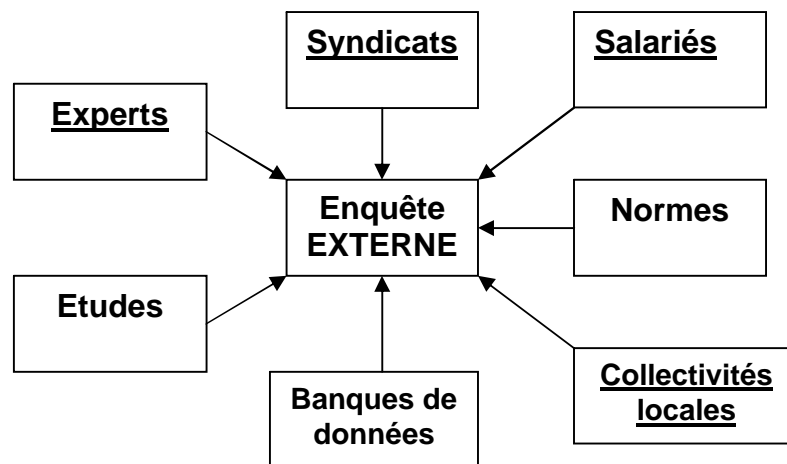 Syndicats
Salariés
Experts
Enquête
EXTERNE
Normes
Etudes
Banques de
données
Collectivités
locales